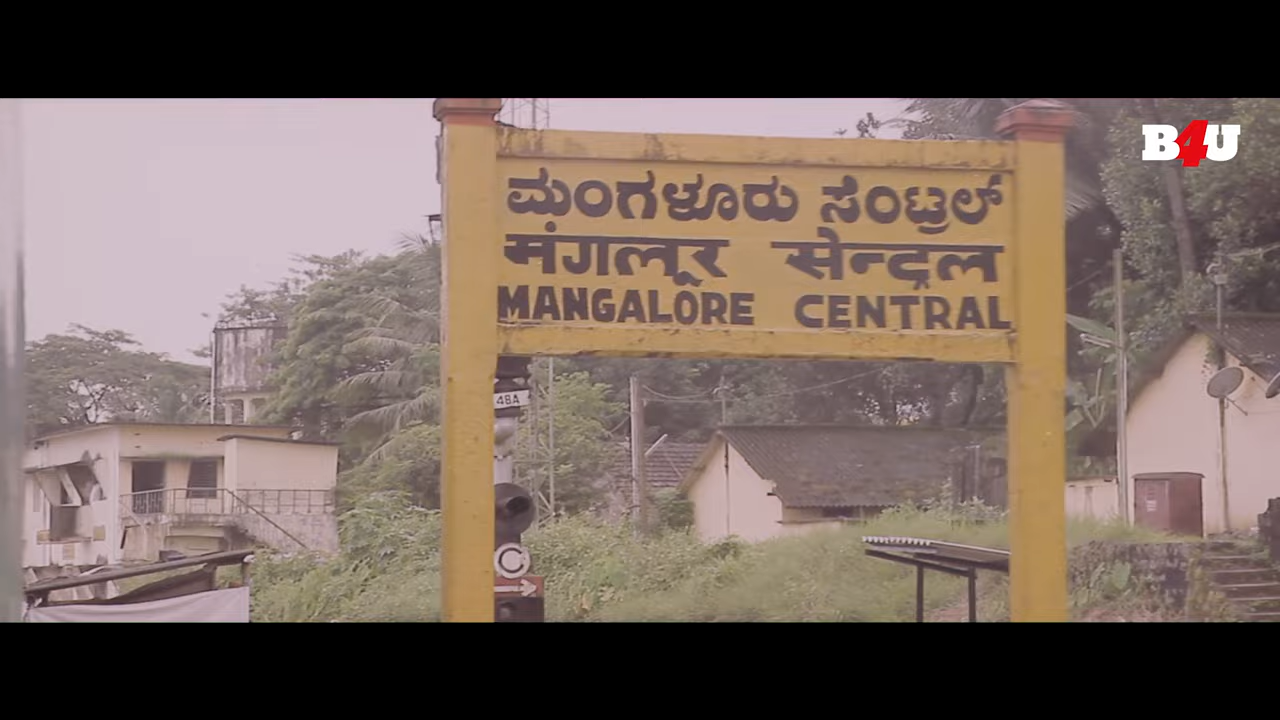 B4U
ಮಂಗಳೂರು ಸೆಂಟ್ರಲ್
मंगलूर सेन्ट्रल
MANGALORE CENTRAL
48A
C